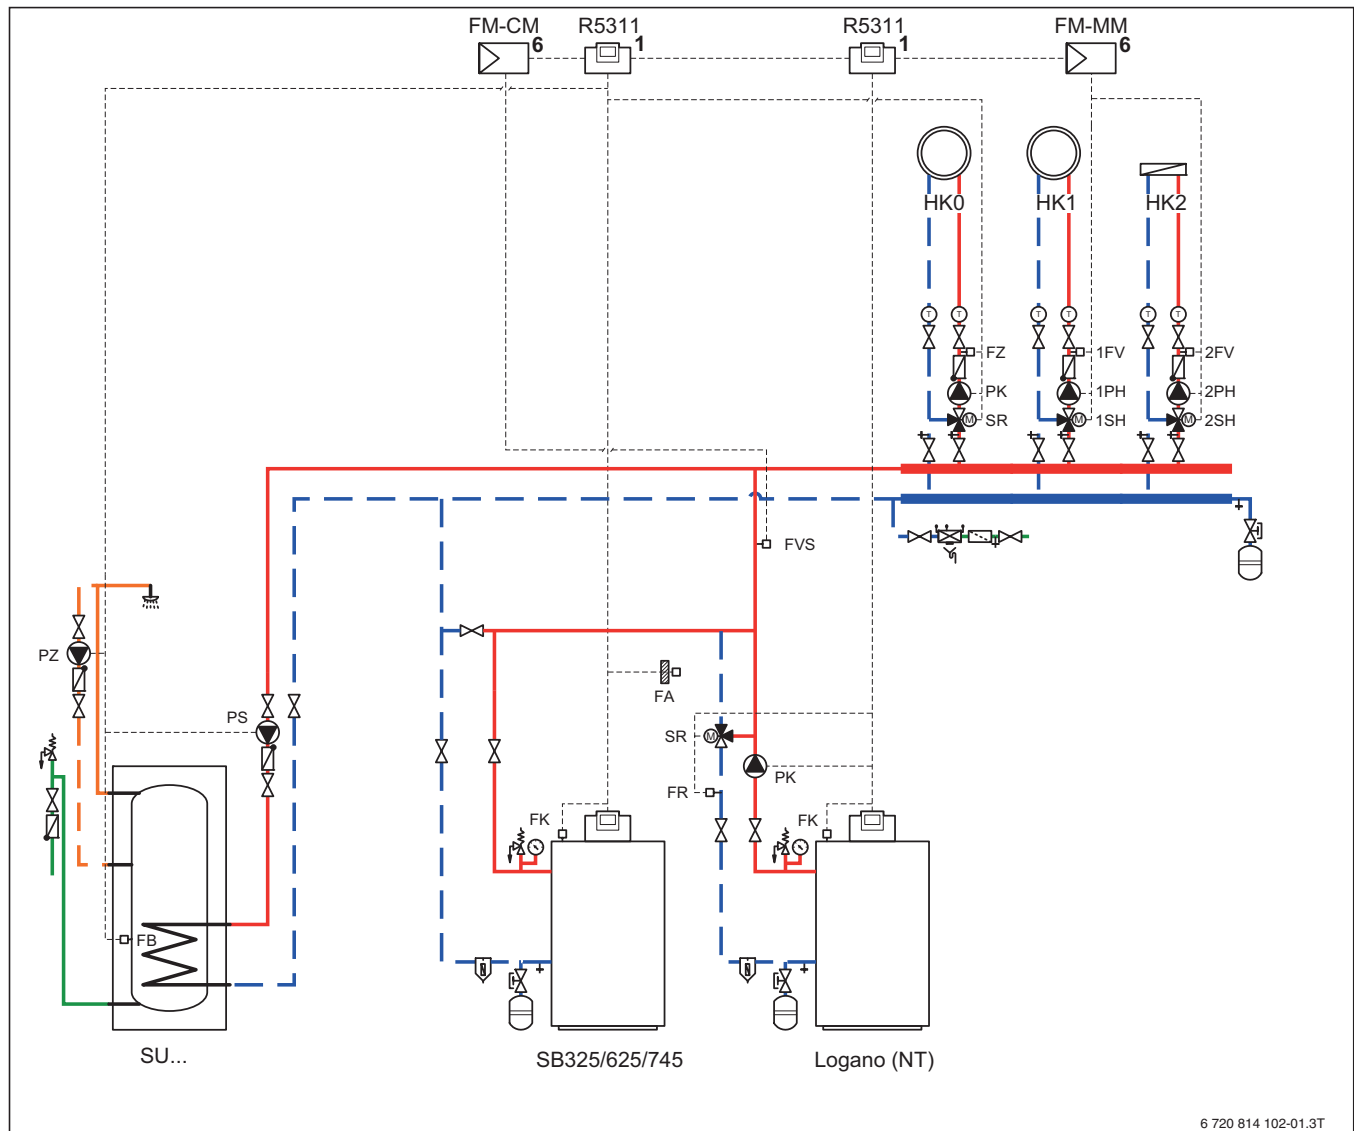 FM-CM
6
R5311
1
R5311
1
FM-MM
6
HK0
HK1
HK2
T
T
T
T
T
T
FZ
1FV
2FV
PK
1PH
2PH
M
SR
M
1SH
M
2SH
FVS
PZ
FA
PS
SR
M
PK
FR
FK
FK
FB
SU...
SB325/625/745
Logano (NT)
6 720 814 102-01.3T